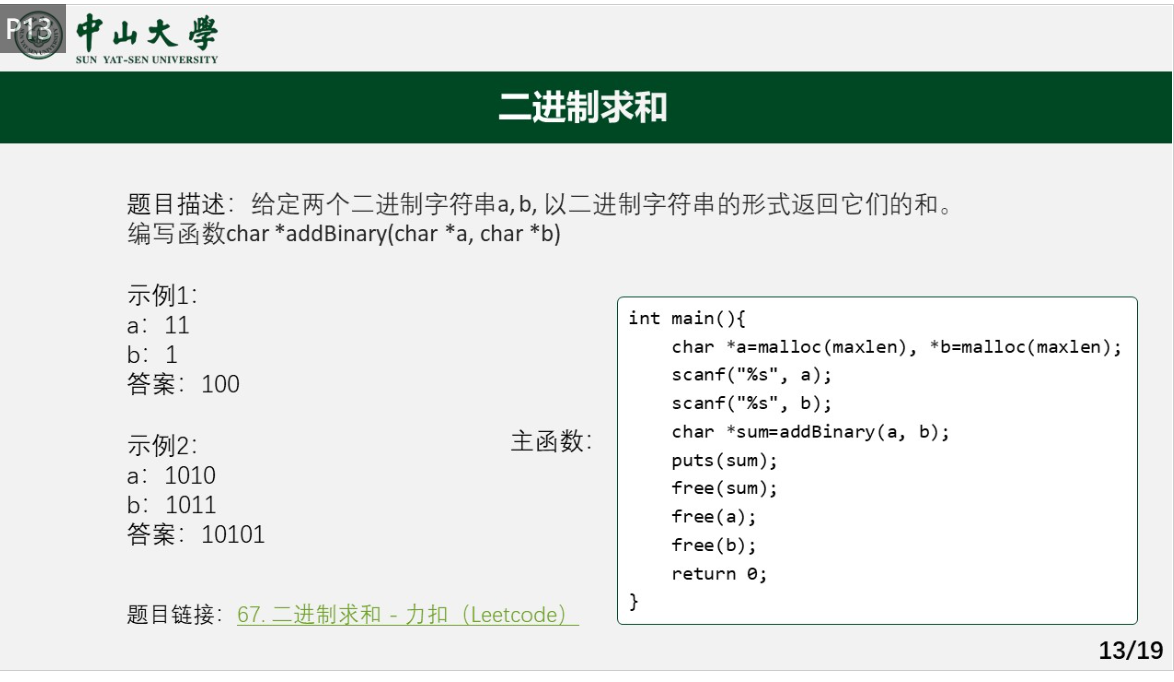 P13
中山大學
SUN YAT-SEN UNIVERSITY
二进制求和
题目描述：给定两个二进制字符串a,b, 以二进制字符串的形式返回它们的和。
编写函数char *addBinary(char *a, char *b)
示例1:
a：11
b：1
答案：100
示例2:
a：1010
b：1011
答案：10101
题目链接：67. 二进制求和 - 力扣（Leetcode）
主函数：
int main(){
    char *a=malloc(maxlen), *b=malloc(maxlen);
    scanf("%s", a);
    scanf("%s", b);
    char *sum=addBinary(a, b);
    puts(sum);
    free(sum);
    free(a);
    free(b);
    return 0;
}
13/19